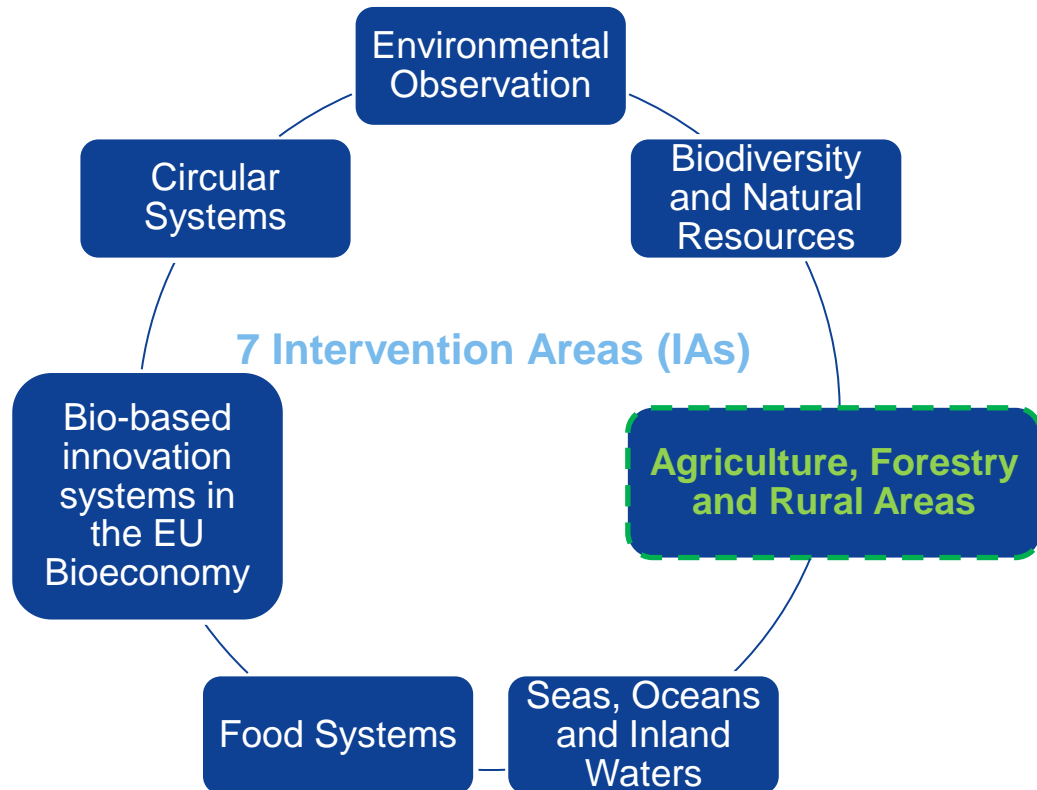 Environmental
Observation
Biodiversity
and Natural
Resources
Agriculture, Forestry
and Rural Areas
Seas, Oceans
and Inland
Waters
Food Systems
Bio-based
innovation
systems in
the EU
Bioeconomy
Circular
Systems
7 Intervention Areas (IAs)